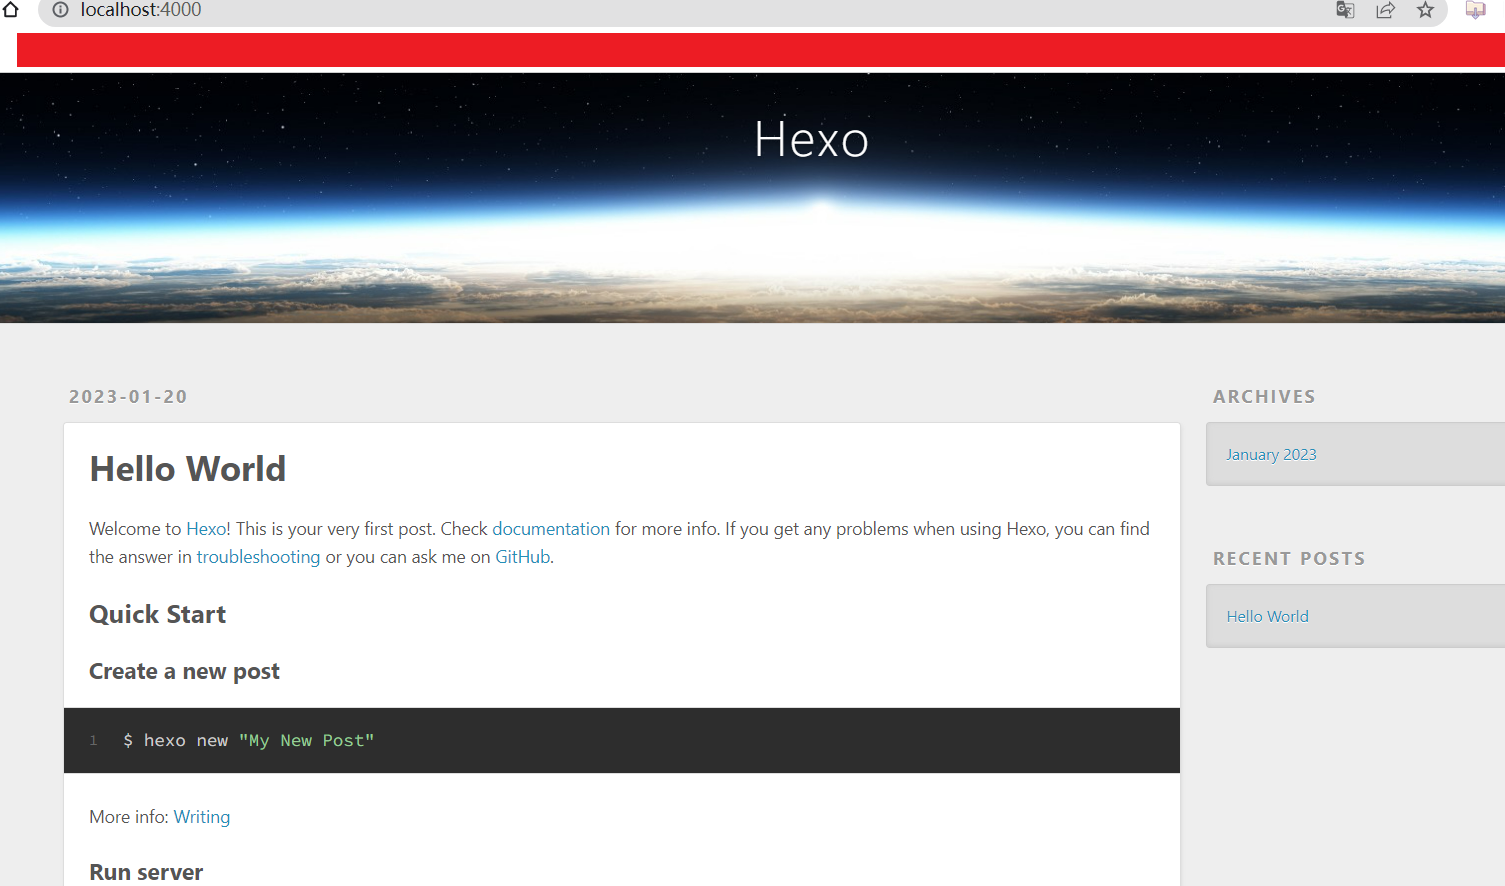 localhost:4000
Hexo
2023-01-20
Hello World
Welcome to Hexo! This is your very first post. Check documentation for more info. If you get any problems when using Hexo, you can find
the answer in troubleshooting or you can ask me on GitHub.
Quick Start
Create a new post
1 $ hexo new "My New Post"
More info: Writing
Run server
ARCHIVES
January 2023
RECENT POSTS
Hello World